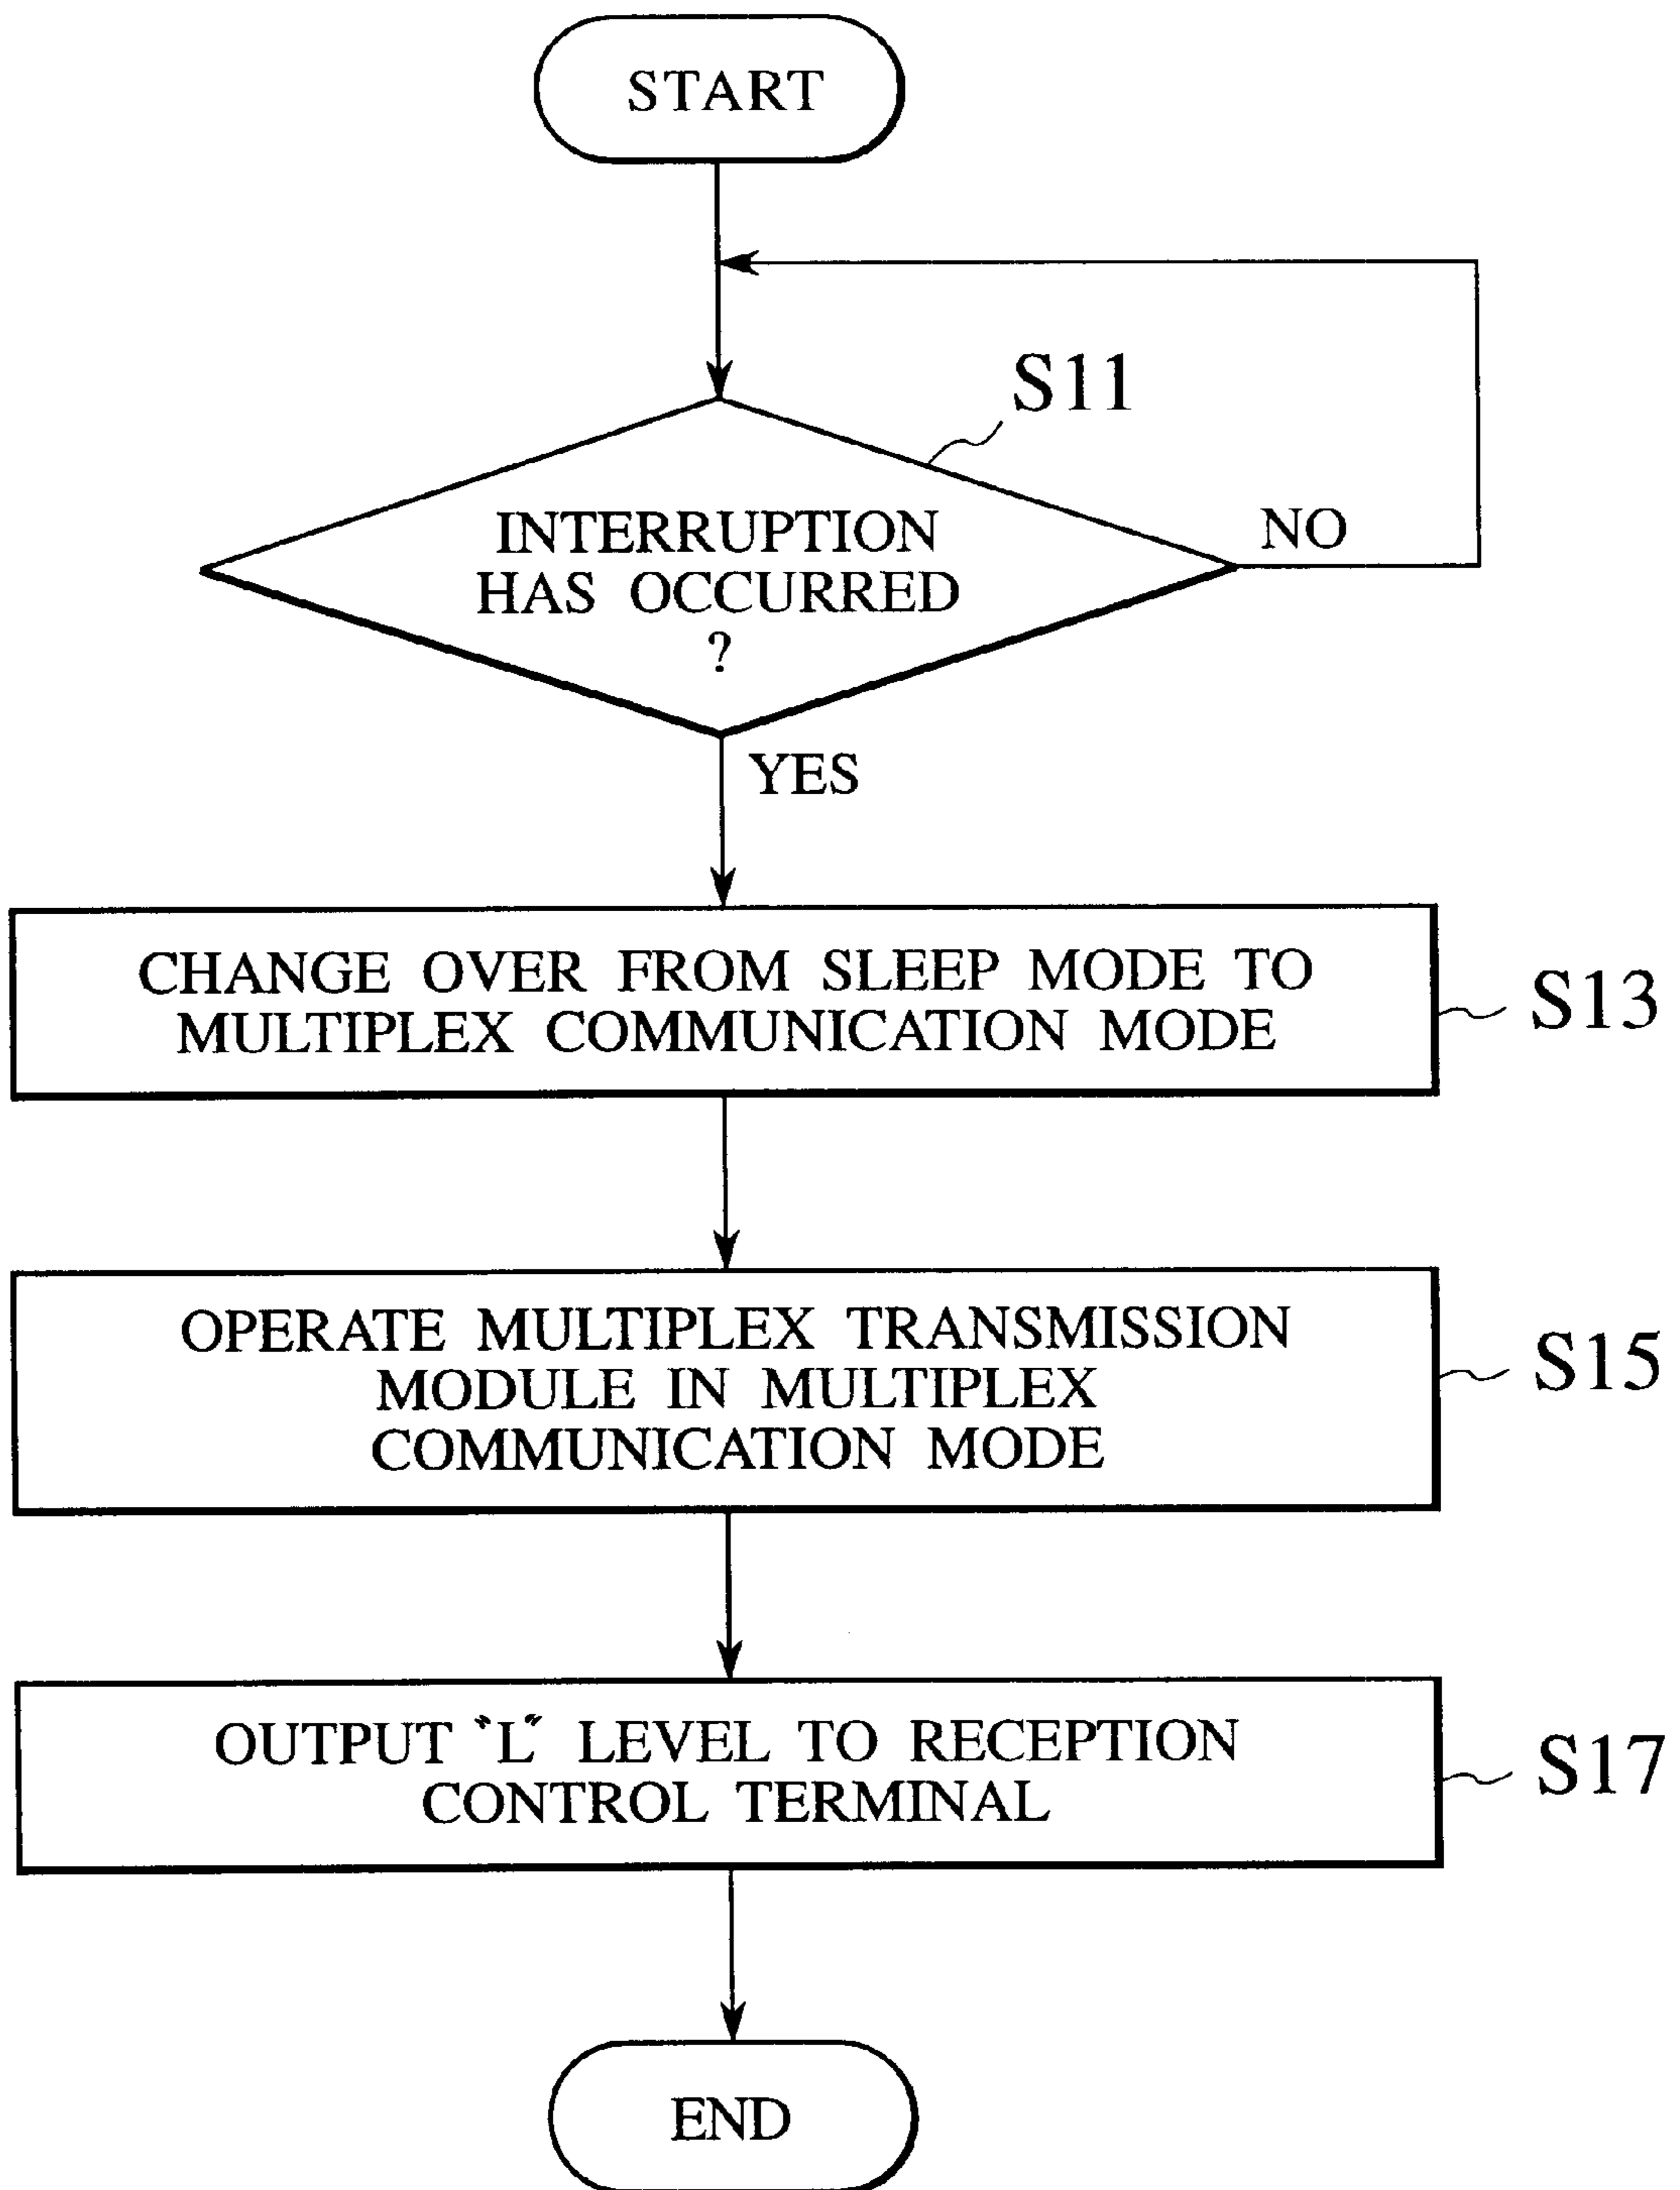 START
S11
INTERRUPTION
HAS OCCURRED
?
NO
YES
CHANGE OVER FROM SLEEP MODE TO
MULTIPLEX COMMUNICATION MODE
S13
OPERATE MULTIPLEX TRANSMISSION
MODULE IN MULTIPLEX
COMMUNICATION MODE
S15
OUTPUT "L" LEVEL TO RECEPTION
CONTROL TERMINAL
S17
END